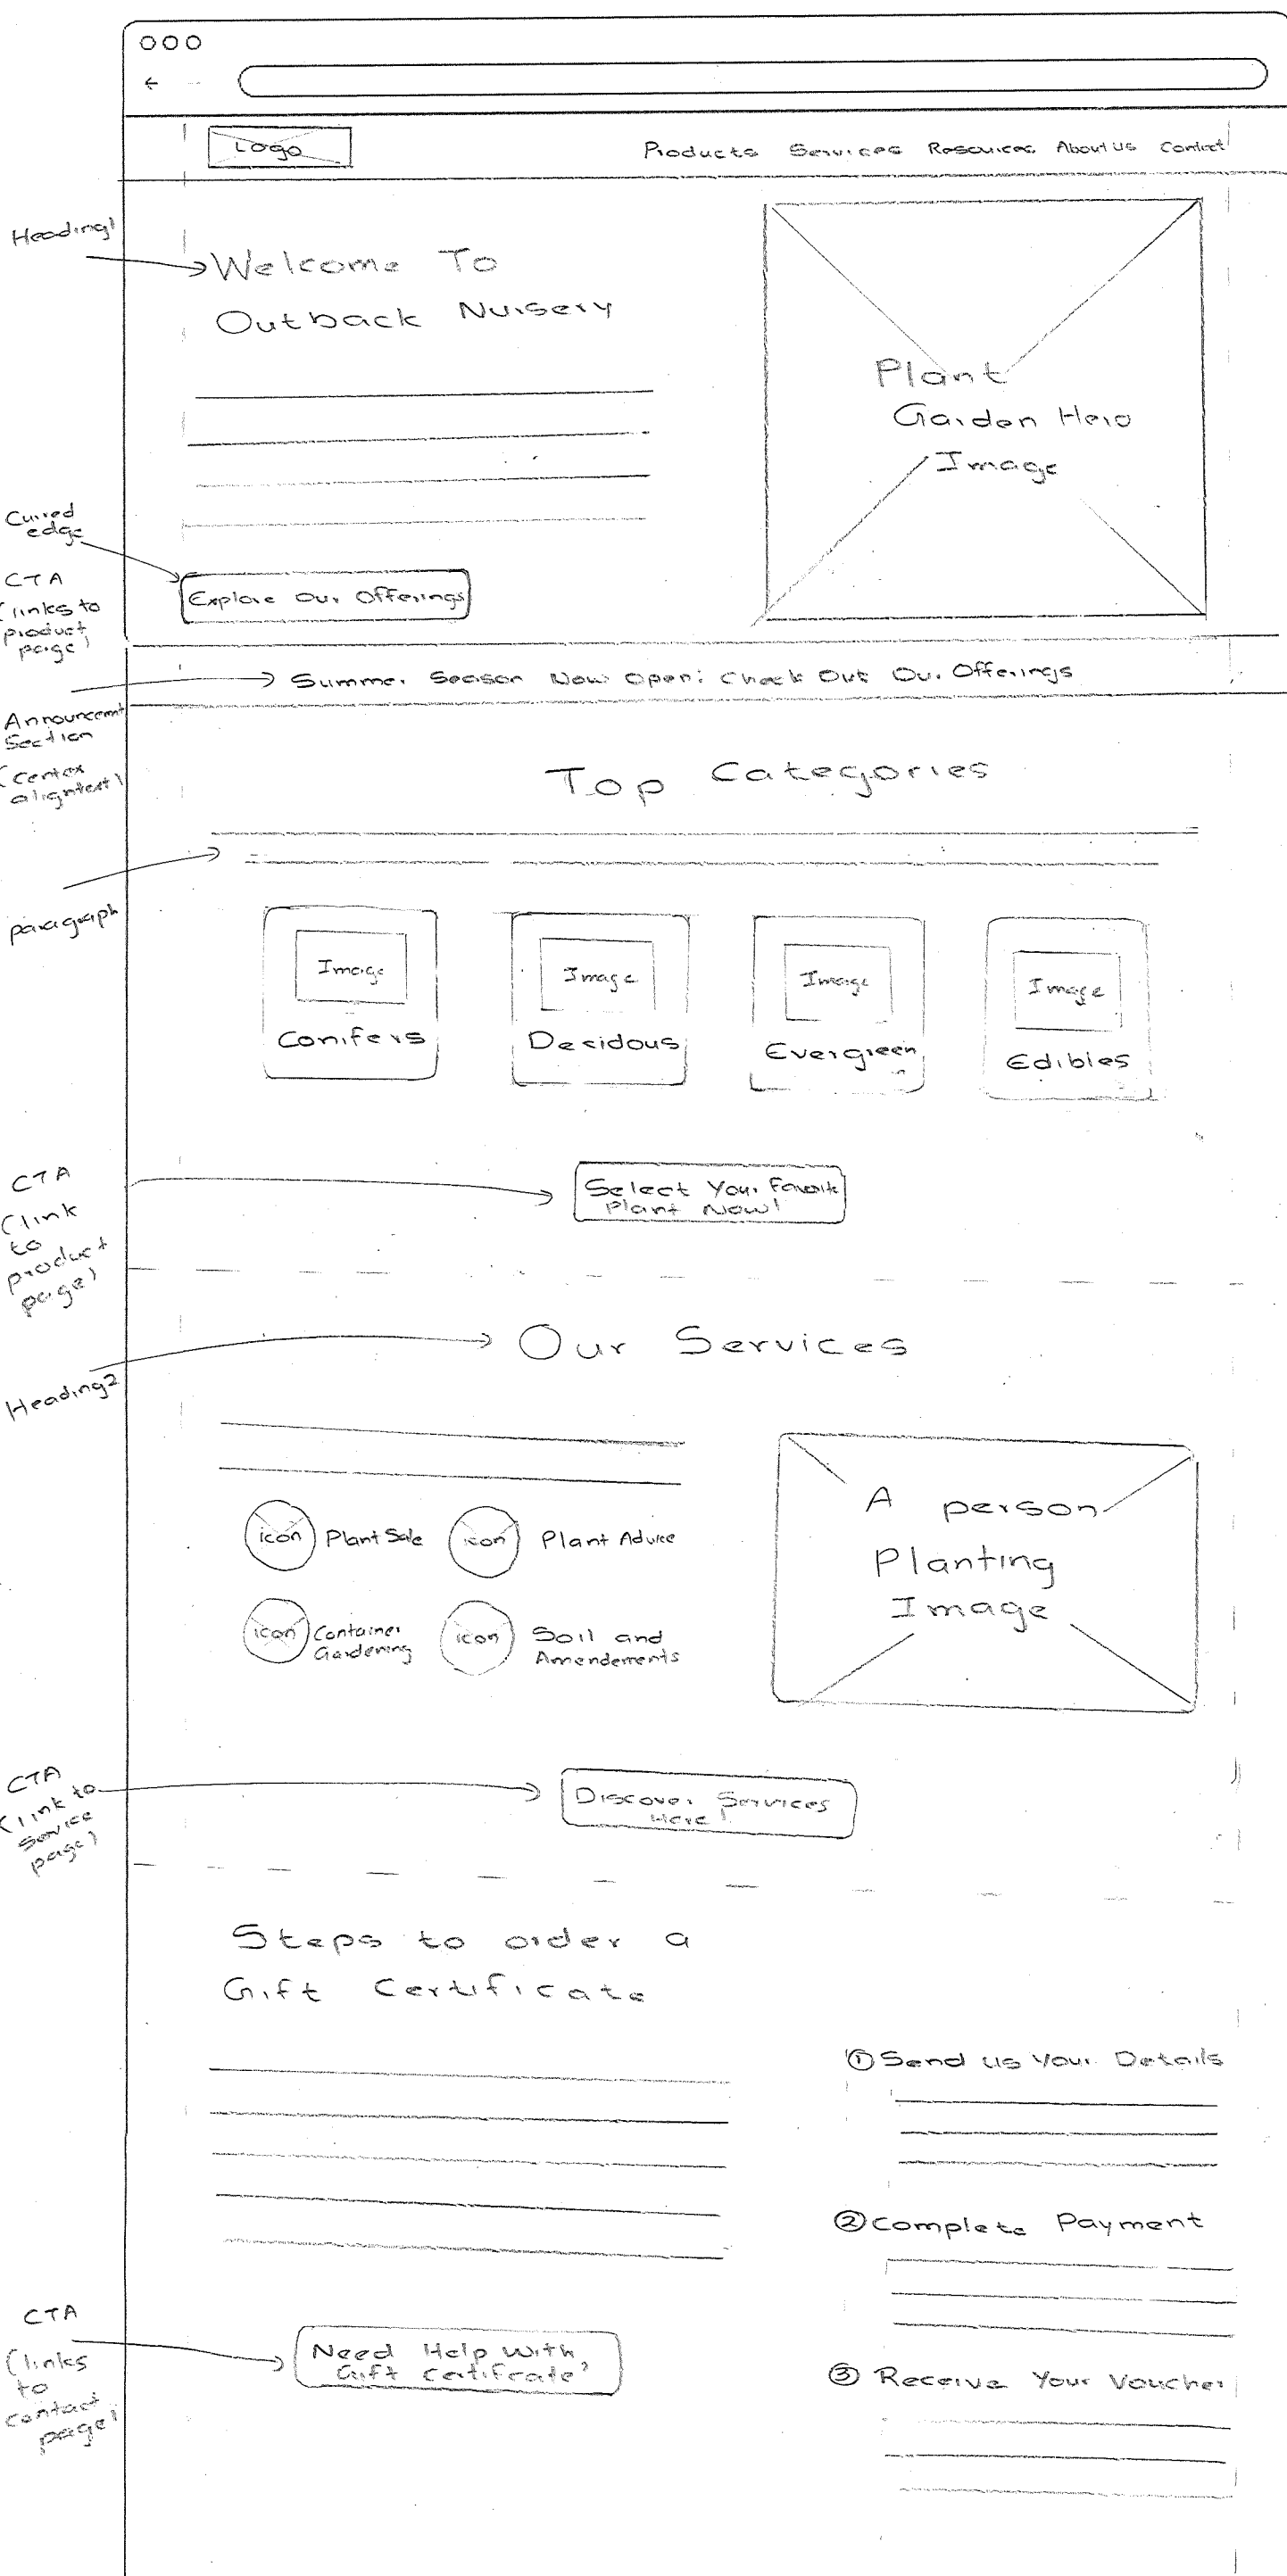 Logo
Products Services Resources About Us Contact
Heading1
Welcome To
Outback Nursery
Plant
Garden Hero
Image
Curved
edge
CTA
(links to
product
page)
Explore Our Offerings
Summer Season Now Open: Check Out Our Offerings
Announcemnt
Section
(center
aligntext)
Top Categories
paragraph
Image
Conifers
Image
Decidous
Image
Evergreen
Image
Edibles
CTA
(link
to
product
page)
Select Your Favorite
Plant Now!
Our Services
Heading2
icon Plant Sale
icon Plant Advice
icon Container
Gardening
icon Soil and
Amendements
A person
Planting
Image
CTA
(link to
service
page)
Discover Services
Here!
Steps to order a
Gift Certificate
① Send us Your Details
② Complete Payment
③ Receive Your Voucher
CTA
(links
to
contact
page)
Need Help With
Gift Certificate?